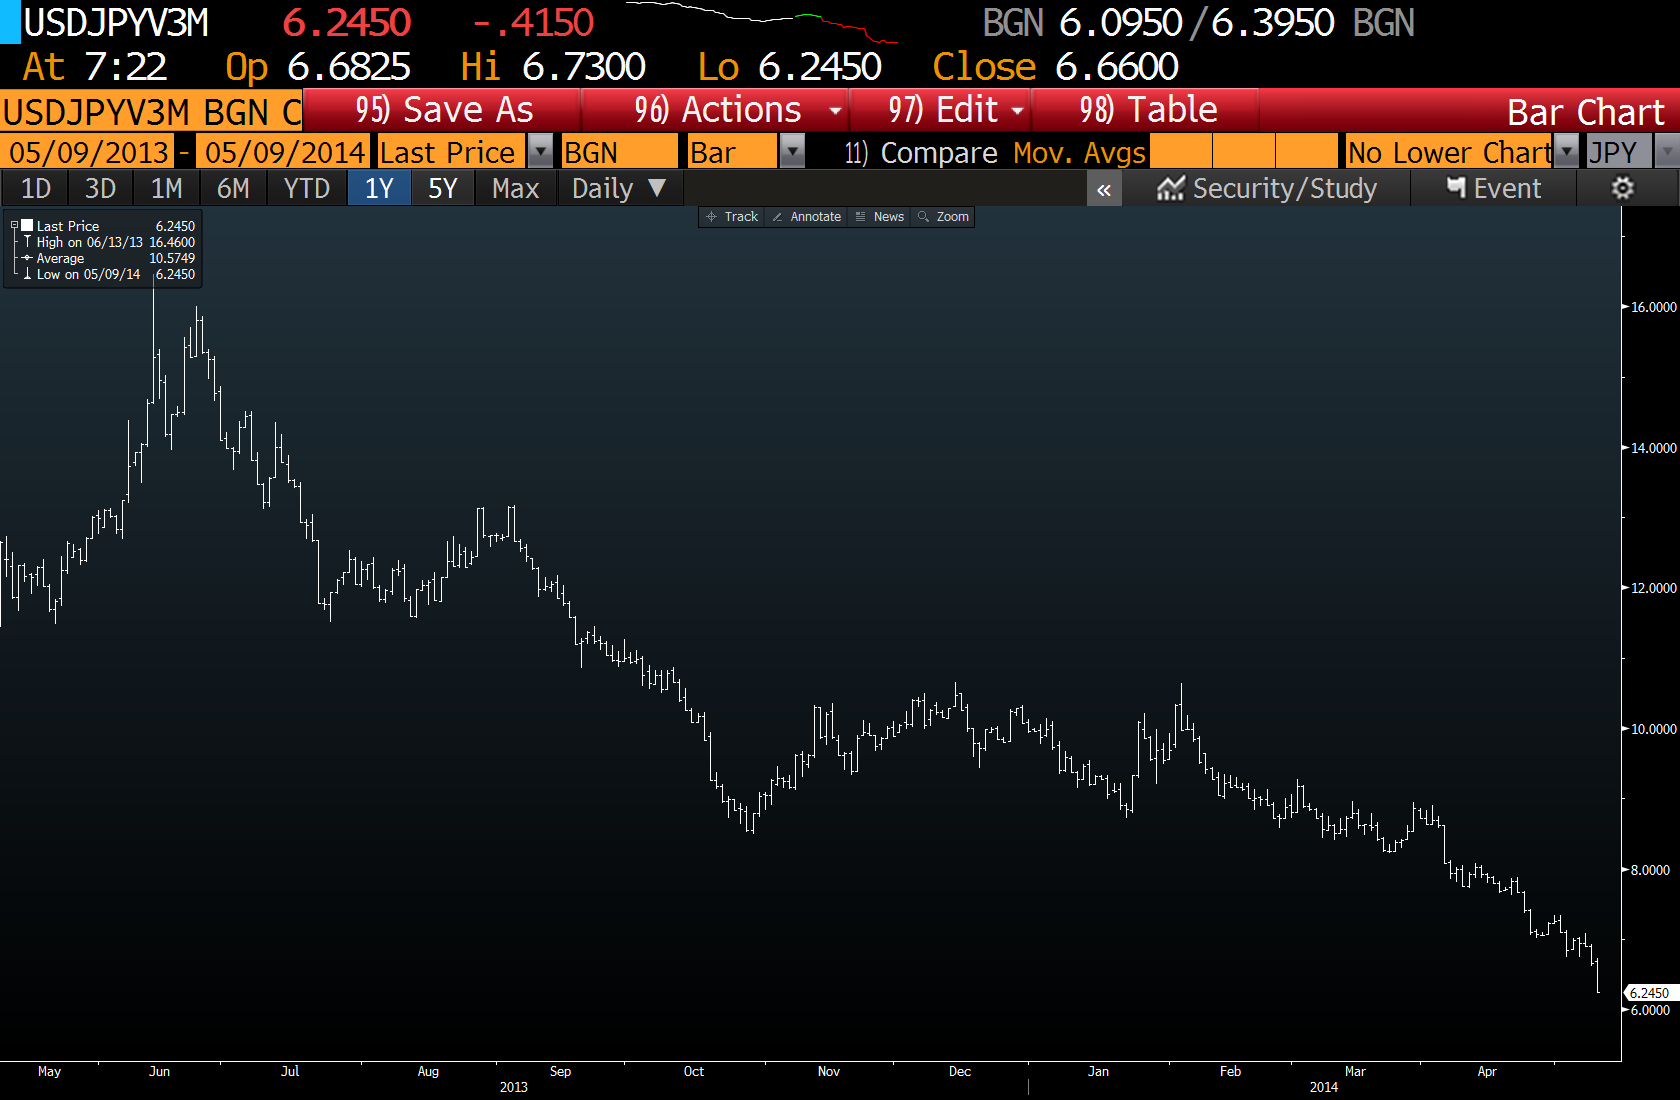 USDJPYV3M 6.2450 -.4150 BGN 6.0950/6.3950 BGN
At 7:22 Op 6.6825 Hi 6.7300 Lo 6.2450 Close 6.6600
USDJPYV3M BGN C 95) Save As 96) Actions 97) Edit 98) Table Bar Chart
05/09/2013 - 05/09/2014 Last Price BGN Bar 11) Compare Mov. Avgs No Lower Chart JPY
1D 3D 1M 6M YTD 1Y 5Y Max Daily ▼ « Security/Study Event
Track Annotate News Zoom
Last Price 6.2450
High on 06/13/13 16.4600
Average 10.5749
Low on 05/09/14 6.2450
16.0000
14.0000
12.0000
10.0000
8.0000
6.2450
6.0000
May Jun Jul Aug Sep Oct Nov Dec Jan Feb Mar Apr
2013 2014